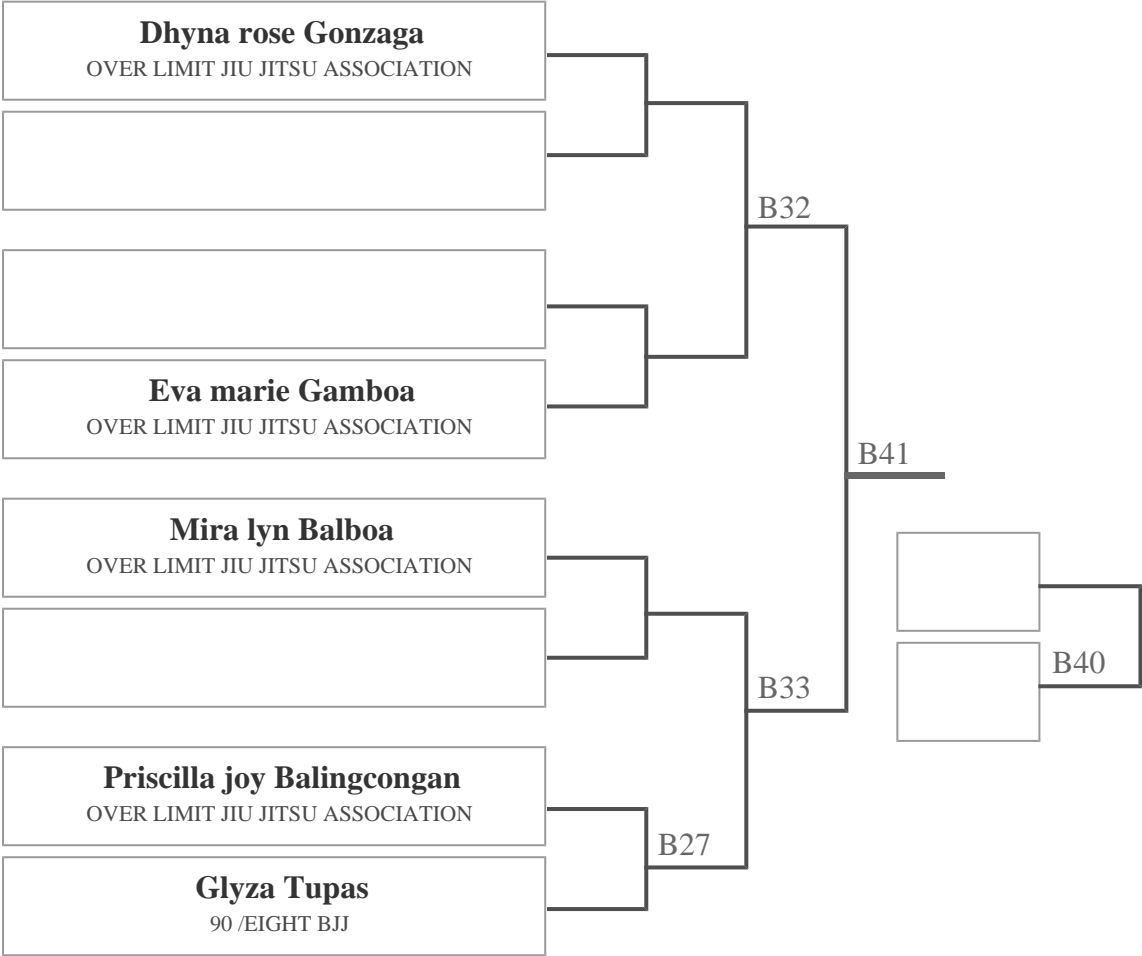 Dhyna rose Gonzaga
OVER LIMIT JIU JITSU ASSOCIATION
B32
Eva marie Gamboa
OVER LIMIT JIU JITSU ASSOCIATION
B41
Mira lyn Balboa
OVER LIMIT JIU JITSU ASSOCIATION
B40
B33
Priscilla joy Balingcongan
OVER LIMIT JIU JITSU ASSOCIATION
B27
Glyza Tupas
90 /EIGHT BJJ